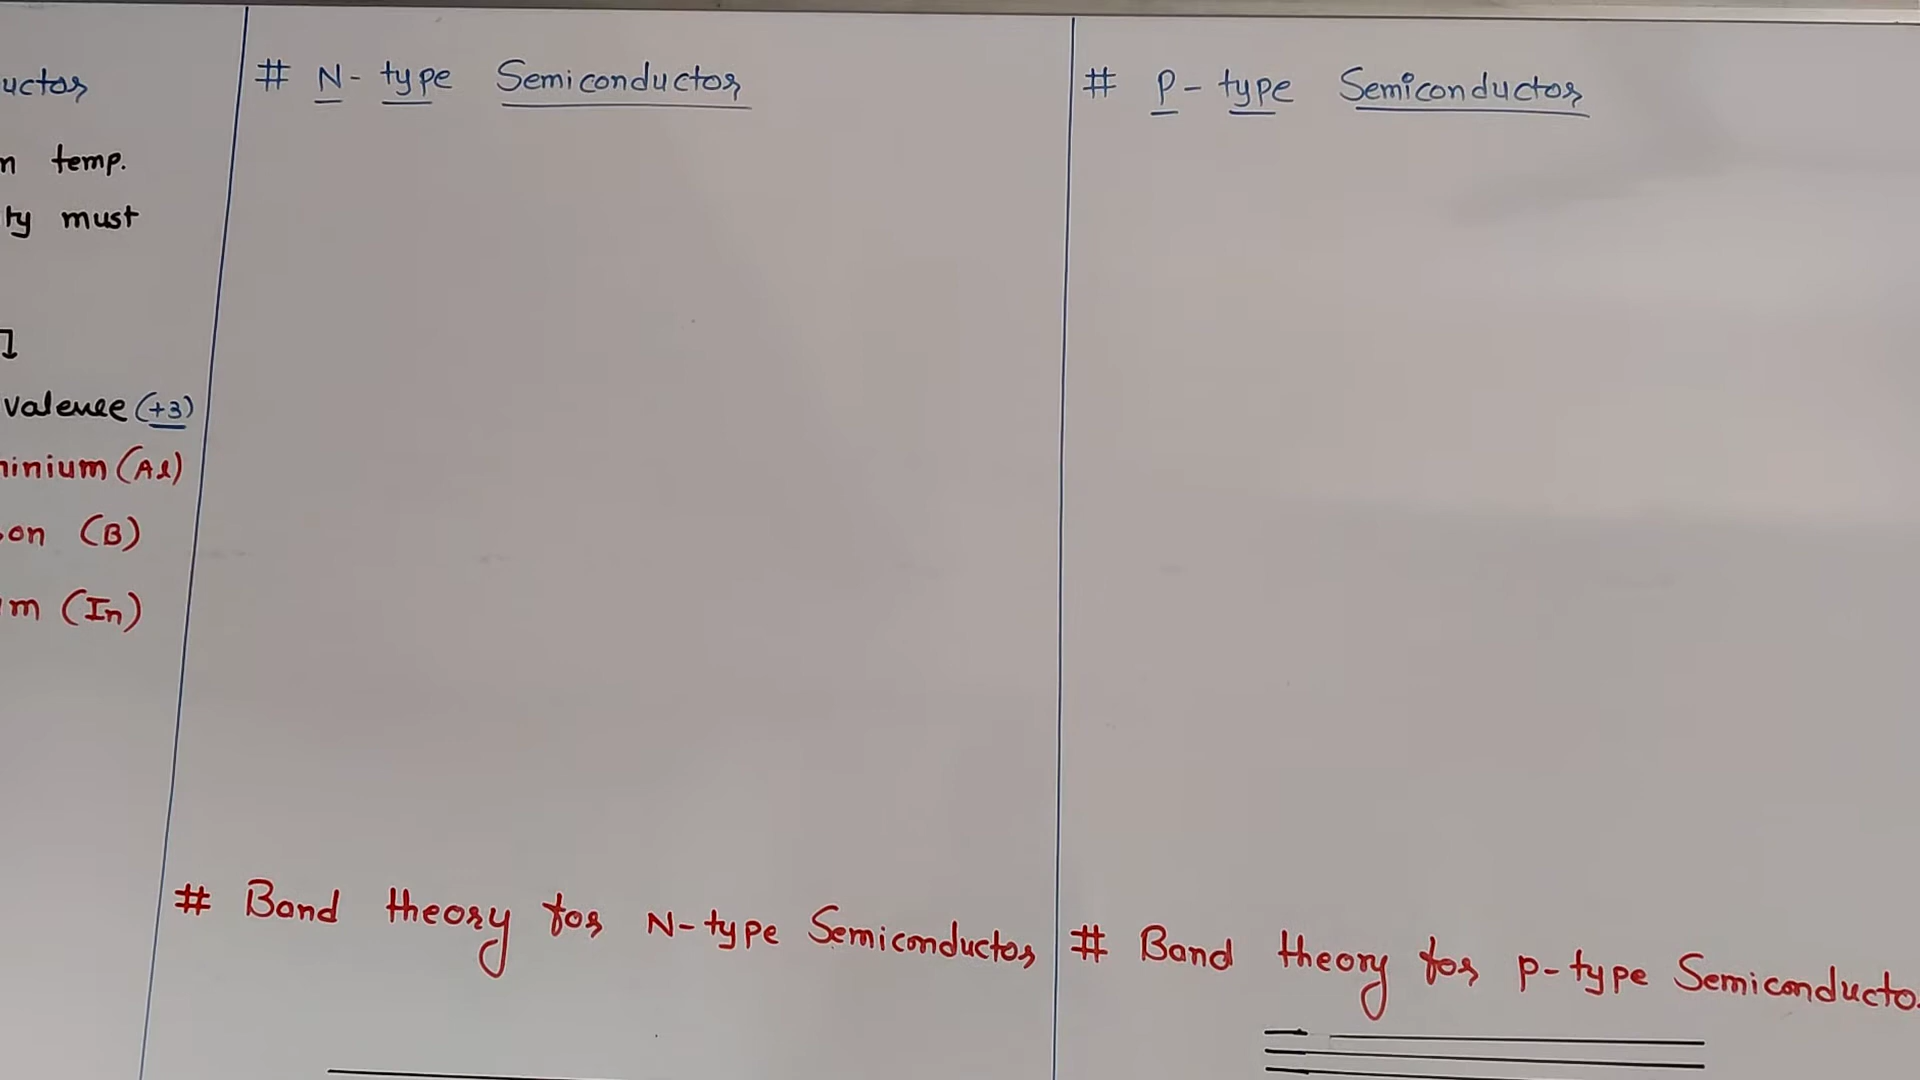 uctor
n temp.
ty must
valence (+3)
minium (Al)
on (B)
m (In)
# N-type Semiconductor
# Band theory for N-type Semiconductor
# P-type Semiconductor
# Band theory for p-type Semiconducto